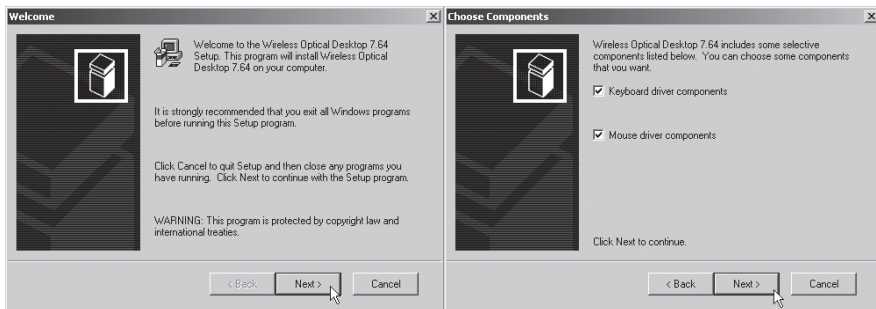 Welcome
Welcome to the Wireless Optical Desktop 7.64
Setup. This program will install Wireless Optical
Desktop 7.64 on your computer.
It is strongly recommended that you exit all Windows programs
before running this Setup program.
Click Cancel to quit Setup and then close any programs you
have running. Click Next to continue with the Setup program.
WARNING: This program is protected by copyright law and
international treaties.
< Back
Next >
Cancel
Choose Components
Wireless Optical Desktop 7.64 includes some selective
components listed below. You can choose some components
that you want.
Keyboard driver components
Mouse driver components
Click Next to continue.
< Back
Next >
Cancel